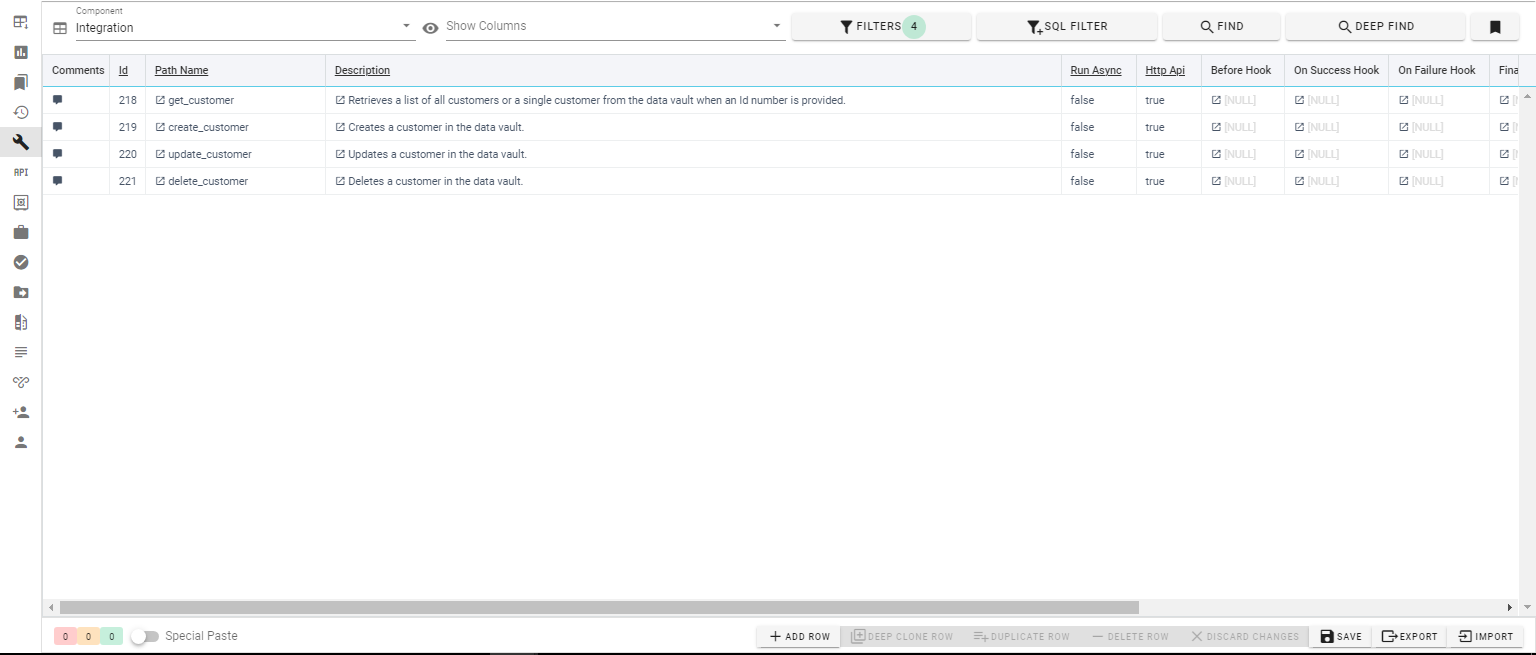 Component
Integration
Show Columns
FILTERS 4
SQL FILTER
FIND
DEEP FIND
Comments Id Path Name Description Run Async Http Api Before Hook On Success Hook On Failure Hook Fina
218 get_customer Retrieves a list of all customers or a single customer from the data vault when an Id number is provided. false true [NULL] [NULL] [NULL]
219 create_customer Creates a customer in the data vault. false true [NULL] [NULL] [NULL]
220 update_customer Updates a customer in the data vault. false true [NULL] [NULL] [NULL]
221 delete_customer Deletes a customer in the data vault. false true [NULL] [NULL] [NULL]
API
0 0 0 Special Paste ADD ROW DEEP CLONE ROW DUPLICATE ROW DELETE ROW DISCARD CHANGES SAVE EXPORT IMPORT